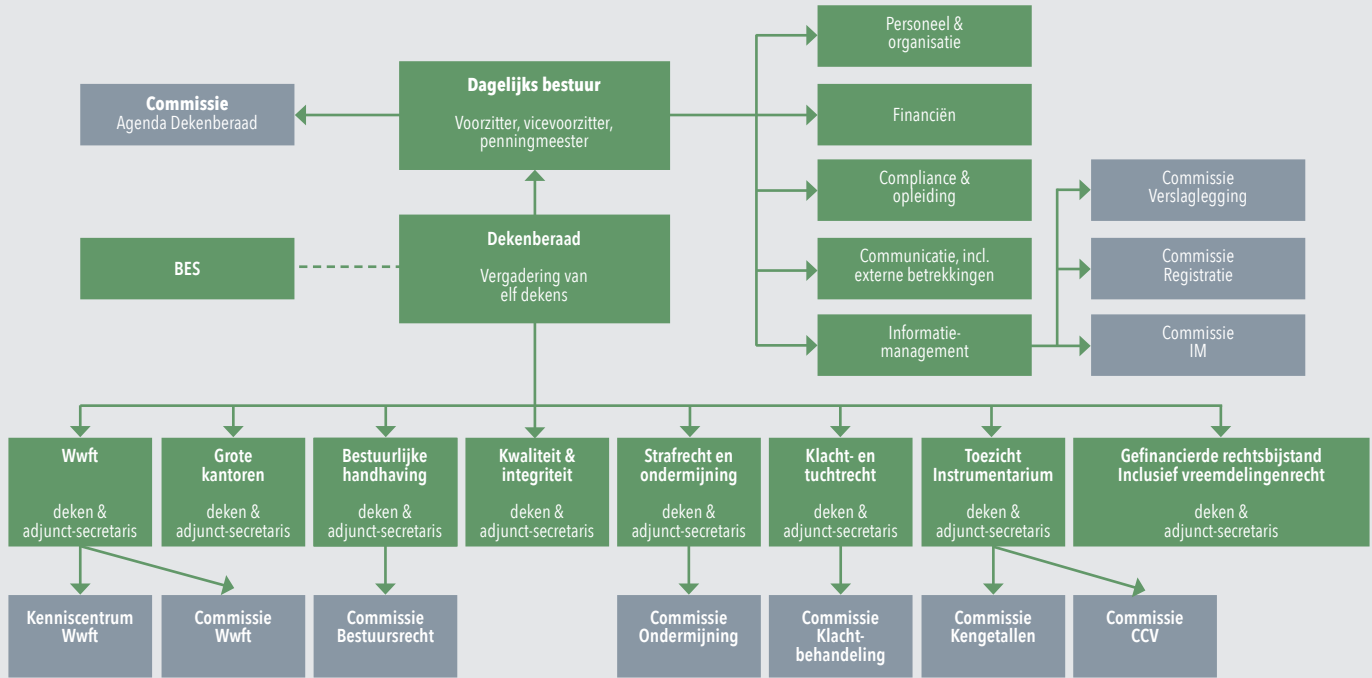 Commissie
Agenda Dekenberaad
Dagelijks bestuur
Voorzitter, vicevoorzitter,
penningmeester
Personeel &
organisatie
Financiën
Compliance &
opleiding
Communicatie, incl.
externe betrekkingen
Informatie-
management
Commissie
Verslaglegging
Commissie
Registratie
Commissie
IM
BES
Dekenberaad
Vergadering van
elf dekens
Wwft
deken &
adjunct-secretaris
Grote
kantoren
deken &
adjunct-secretaris
Bestuurlijke
handhaving
deken &
adjunct-secretaris
Kwaliteit &
integriteit
deken &
adjunct-secretaris
Strafrecht en
ondermijning
deken &
adjunct-secretaris
Klacht- en
tuchtrecht
deken &
adjunct-secretaris
Toezicht
Instrumentarium
deken &
adjunct-secretaris
Gefinancierde rechtsbijstand
Inclusief vreemdelingenrecht
deken &
adjunct-secretaris
Kenniscentrum
Wwft
Commissie
Wwft
Commissie
Bestuursrecht
Commissie
Ondermijning
Commissie
Klacht-
behandeling
Commissie
Kengetallen
Commissie
CCV